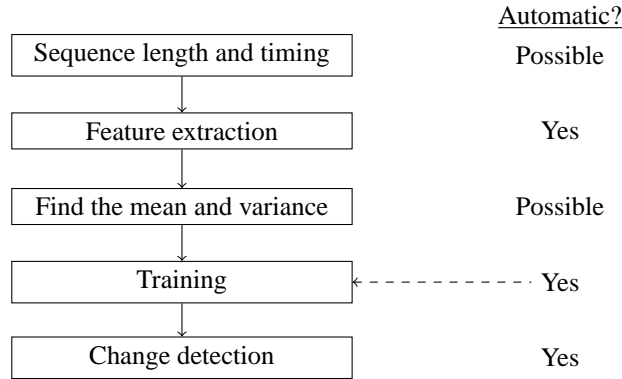 Automatic?
Sequence length and timing Possible
Feature extraction Yes
Find the mean and variance Possible
Training Yes
Change detection Yes